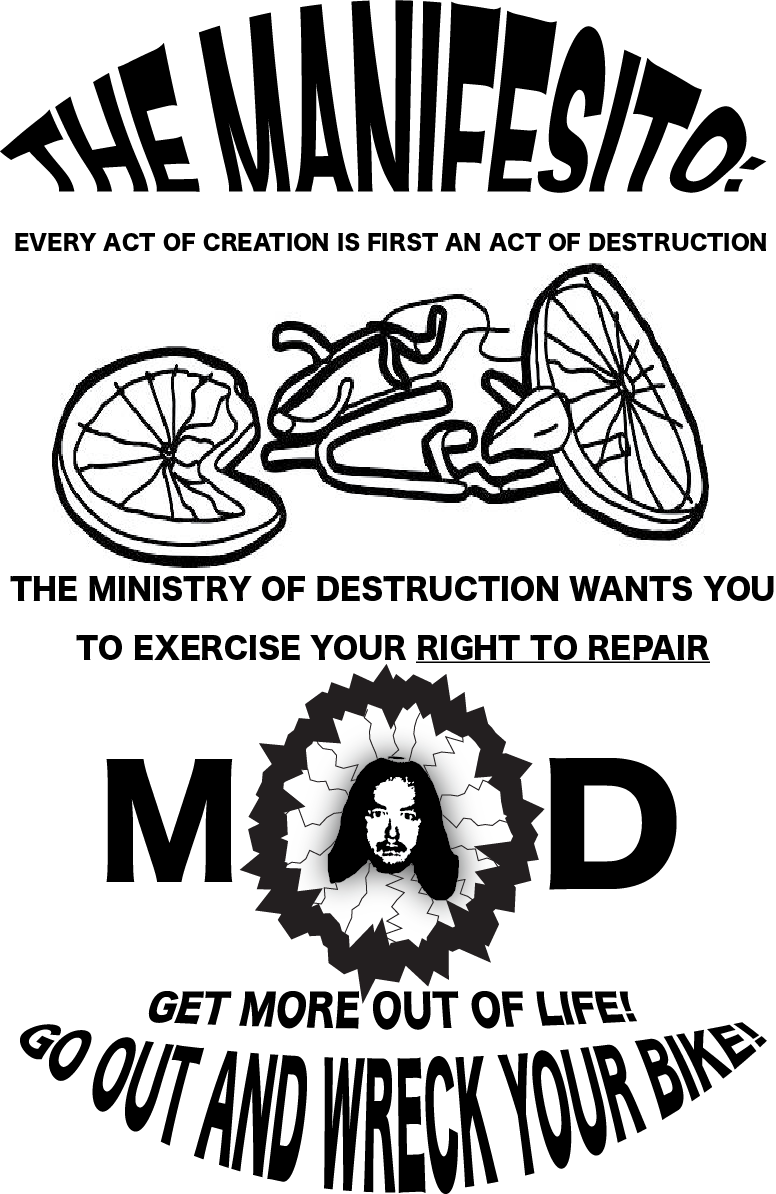 THE MANIFESITO:
EVERY ACT OF CREATION IS FIRST AN ACT OF DESTRUCTION
THE MINISTRY OF DESTRUCTION WANTS YOU
TO EXERCISE YOUR RIGHT TO REPAIR
M D
GET MORE OUT OF LIFE!
GO OUT AND WRECK YOUR BIKE!